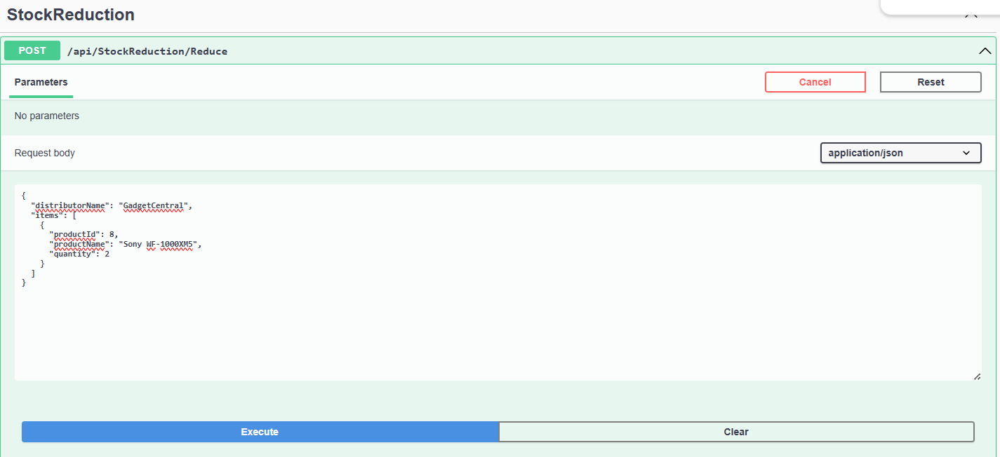 StockReduction
POST /api/StockReduction/Reduce
Parameters
Cancel
Reset
No parameters
Request body
application/json
{
  "distributorName": "GadgetCentral",
  "items": [
    {
      "productId": 8,
      "productName": "Sony WF-1000XM5",
      "quantity": 2
    }
  ]
}
Execute
Clear